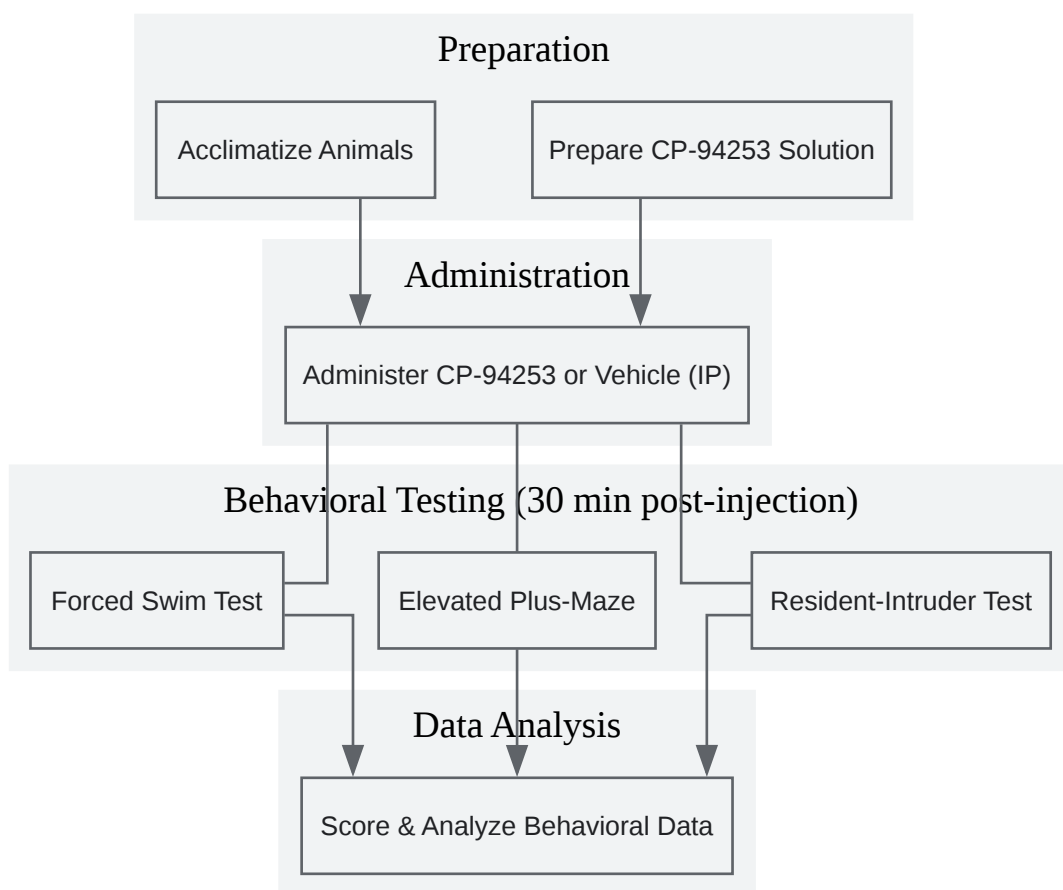 Preparation
Acclimatize Animals
Prepare CP-94253 Solution
Administration
Administer CP-94253 or Vehicle (IP)
Behavioral Testing (30 min post-injection)
Forced Swim Test
Elevated Plus-Maze
Resident-Intruder Test
Data Analysis
Score & Analyze Behavioral Data